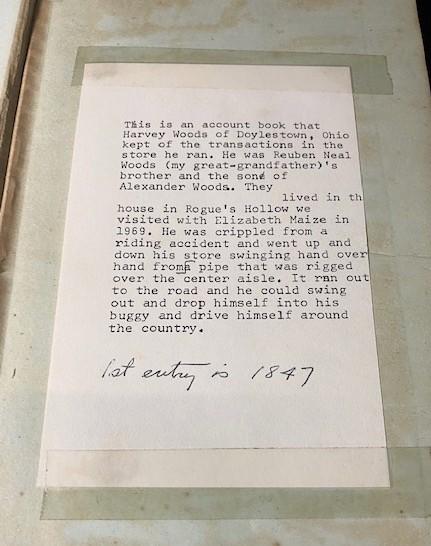 This is an account book that
Harvey Woods of Doylestown, Ohio
kept of the transactions in the
store he ran. He was Reuben Neal
Woods (my great-grandfather)'s
brother and the son of
Alexander Woods. They
lived in th
house in Rogue's Hollow we
visited with Elizabeth Maize in
1969. He was crippled from a
riding accident and went up and
down his store swinging hand over
hand from a pipe that was rigged
over the center aisle. It ran out
to the road and he could swing
out and drop himself into his
buggy and drive himself around
the country.
1st entry is 1847